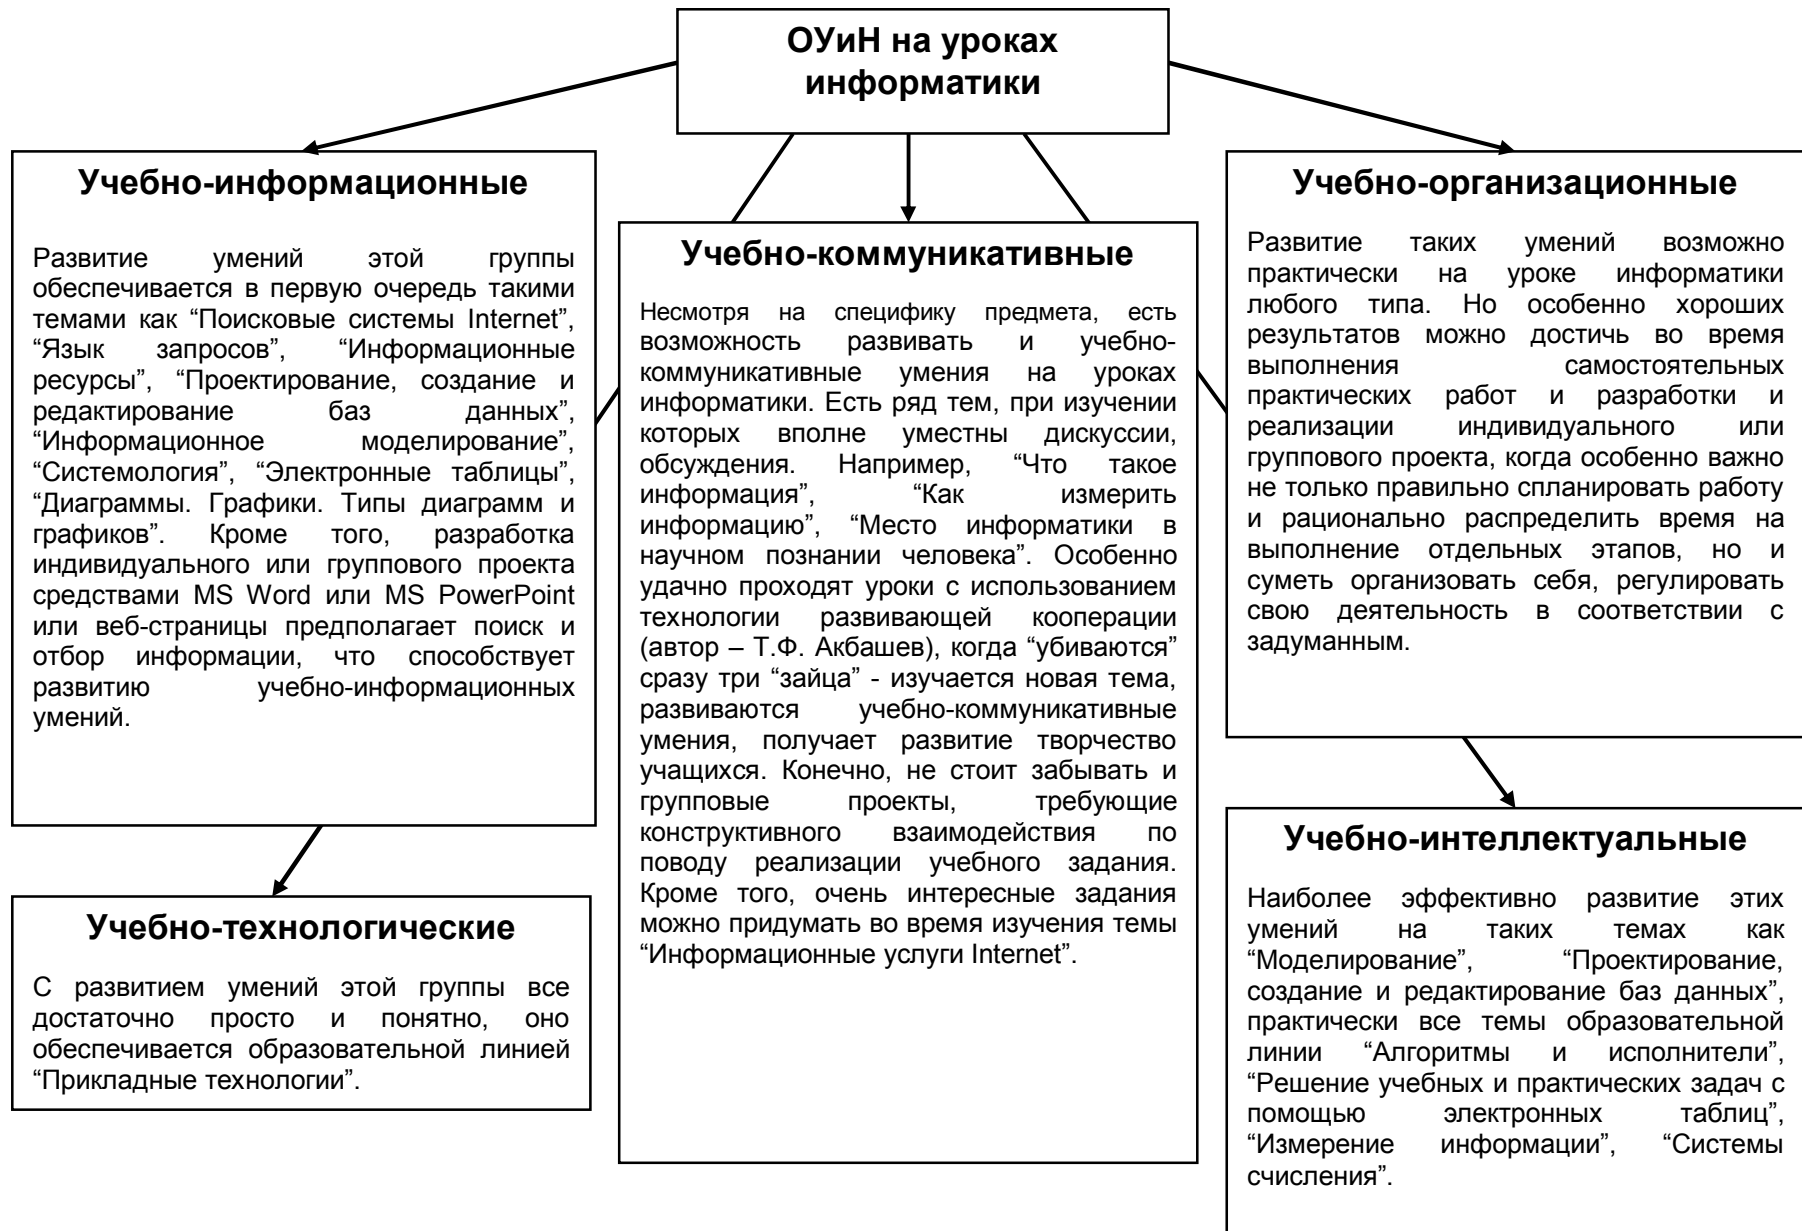 ОУиН на уроках
информатики
Учебно-информационные
Развитие умений этой группы
обеспечивается в первую очередь такими
темами как “Поисковые системы Internet”,
“Язык запросов”, “Информационные
ресурсы”, “Проектирование, создание и
редактирование баз данных”,
“Информационное моделирование”,
“Системология”, “Электронные таблицы”,
“Диаграммы. Графики. Типы диаграмм и
графиков”. Кроме того, разработка
индивидуального или группового проекта
средствами MS Word или MS PowerPoint
или веб-страницы предполагает поиск и
отбор информации, что способствует
развитию учебно-информационных
умений.
Учебно-коммуникативные
Несмотря на специфику предмета, есть
возможность развивать и учебно-
коммуникативные умения на уроках
информатики. Есть ряд тем, при изучении
которых вполне уместны дискуссии,
обсуждения. Например, “Что такое
информация”, “Как измерить
информацию”, “Место информатики в
научном познании человека”. Особенно
удачно проходят уроки с использованием
технологии развивающей кооперации
(автор – Т.Ф. Акбашев), когда “убиваются”
сразу три “зайца” - изучается новая тема,
развиваются учебно-коммуникативные
умения, получает развитие творчество
учащихся. Конечно, не стоит забывать и
групповые проекты, требующие
конструктивного взаимодействия по
поводу реализации учебного задания.
Кроме того, очень интересные задания
можно придумать во время изучения темы
“Информационные услуги Internet”.
Учебно-организационные
Развитие таких умений возможно
практически на уроке информатики
любого типа. Но особенно хороших
результатов можно достичь во время
выполнения самостоятельных
практических работ и разработки и
реализации индивидуального или
группового проекта, когда особенно важно
не только правильно спланировать работу
и рационально распределить время на
выполнение отдельных этапов, но и
суметь организовать себя, регулировать
свою деятельность в соответствии с
задуманным.
Учебно-технологические
С развитием умений этой группы все
достаточно просто и понятно, оно
обеспечивается образовательной линией
“Прикладные технологии”.
Учебно-интеллектуальные
Наиболее эффективно развитие этих
умений на таких темах как
“Моделирование”, “Проектирование,
создание и редактирование баз данных”,
практически все темы образовательной
линии “Алгоритмы и исполнители”,
“Решение учебных и практических задач с
помощью электронных таблиц”,
“Измерение информации”, “Системы
счисления”.